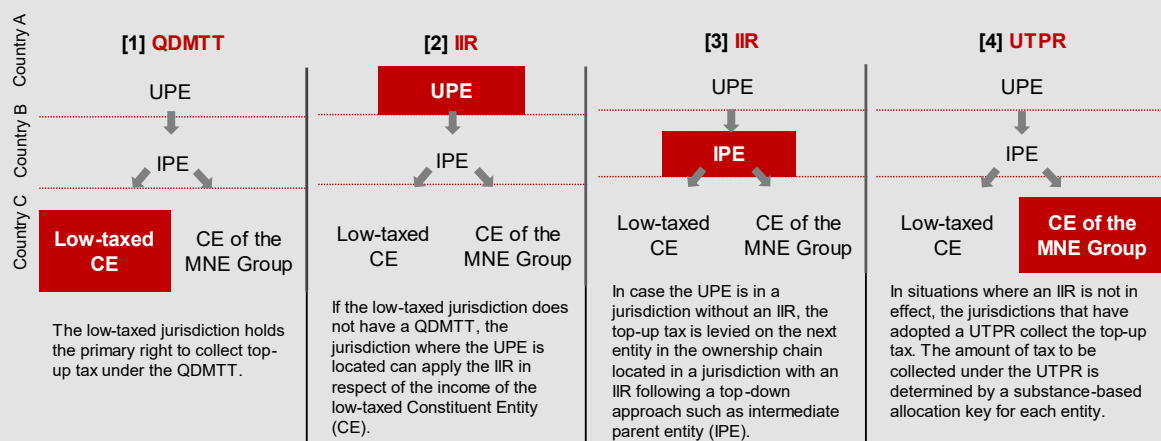 Country A
Country B
Country C
[1] QDMTT
UPE
IPE
Low-taxed
CE
CE of the
MNE Group
The low-taxed jurisdiction holds
the primary right to collect top-
up tax under the QDMTT.
[2] IIR
UPE
IPE
Low-taxed
CE
CE of the
MNE Group
If the low-taxed jurisdiction does
not have a QDMTT, the
jurisdiction where the UPE is
located can apply the IIR in
respect of the income of the
low-taxed Constituent Entity
(CE).
[3] IIR
UPE
IPE
Low-taxed
CE
CE of the
MNE Group
In case the UPE is in a
jurisdiction without an IIR, the
top-up tax is levied on the next
entity in the ownership chain
located in a jurisdiction with an
IIR following a top-down
approach such as intermediate
parent entity (IPE).
[4] UTPR
UPE
IPE
Low-taxed
CE
CE of the
MNE Group
In situations where an IIR is not in
effect, the jurisdictions that have
adopted a UTPR collect the top-up
tax. The amount of tax to be
collected under the UTPR is
determined by a substance-based
allocation key for each entity.